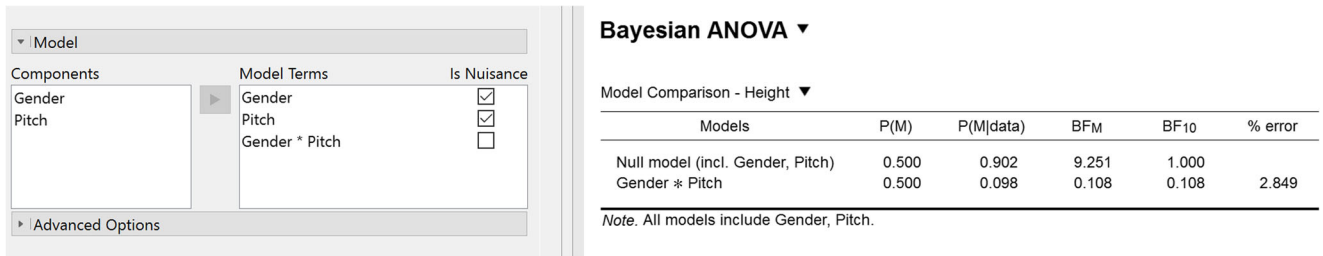 Model
Components Model Terms Is Nuisance
Gender Gender
Pitch Pitch
Gender * Pitch
Advanced Options
Bayesian ANOVA ▼
Model Comparison - Height ▼
Models P(M) P(M|data) BFM BF10 % error
Null model (incl. Gender, Pitch) 0.500 0.902 9.251 1.000
Gender ∗ Pitch 0.500 0.098 0.108 0.108 2.849
Note. All models include Gender, Pitch.